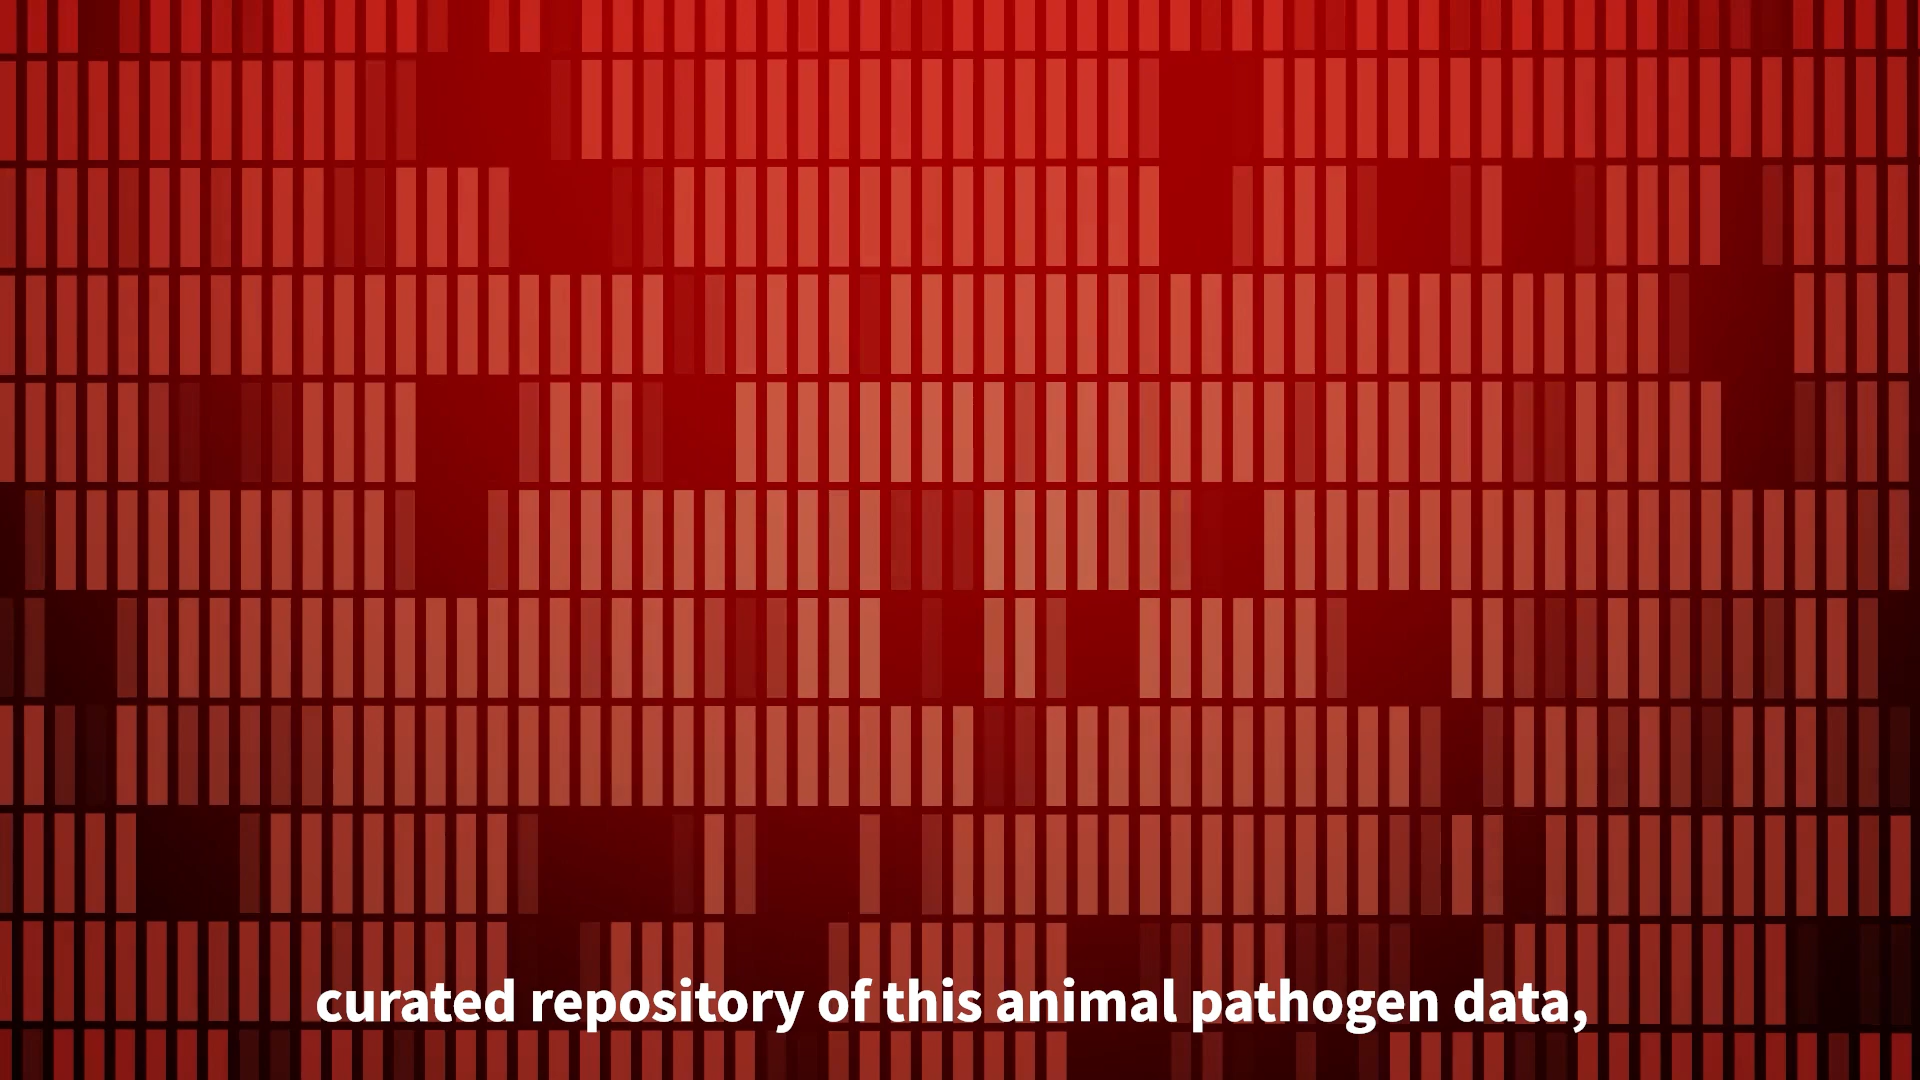 curated repository of this animal pathogen data,